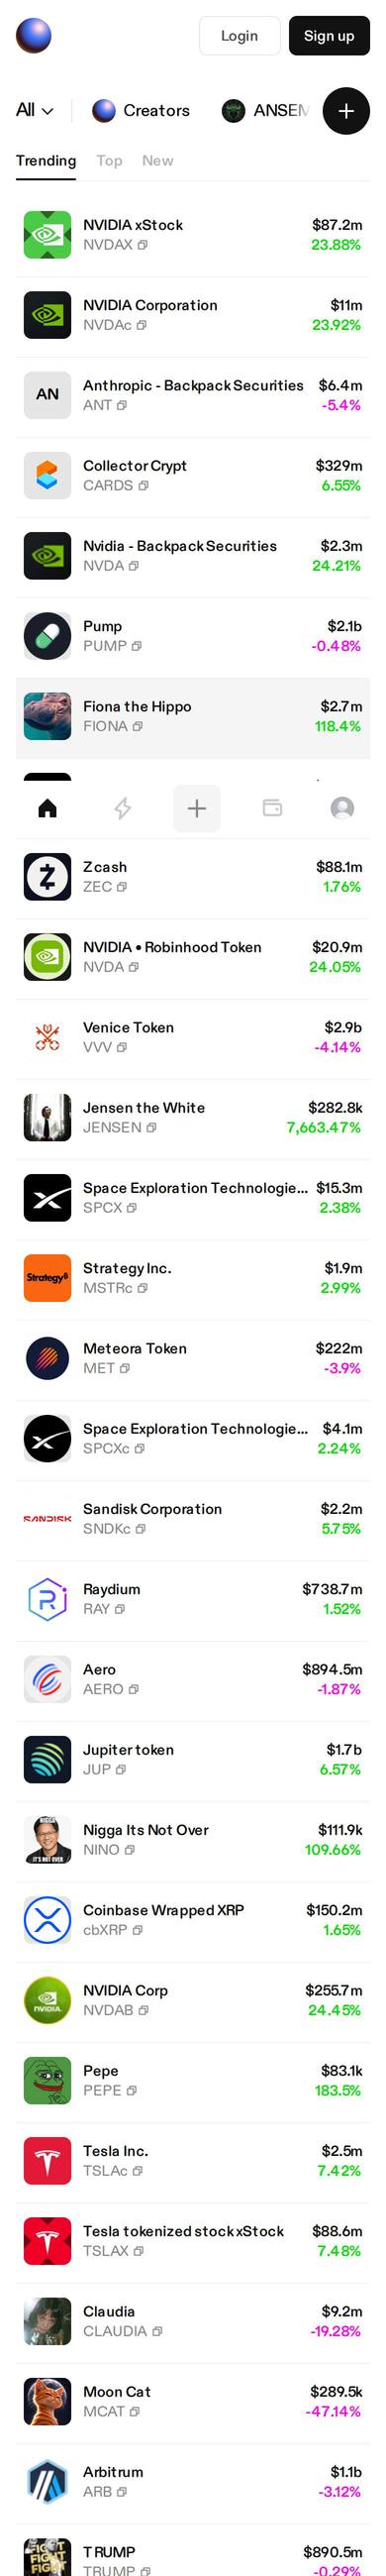 Login
Sign up
All
Creators
ANSEM
Trending
Top
New
NVIDIA xStock
$87.2m
NVDAX
23.88%
NVIDIA Corporation
$11m
NVDAc
23.92%
AN
Anthropic - Backpack Securities
$6.4m
ANT
-5.4%
Collector Crypt
$329m
CARDS
6.55%
Nvidia - Backpack Securities
$2.3m
NVDA
24.21%
Pump
$2.1b
PUMP
-0.48%
Fiona the Hippo
$2.7m
FIONA
118.4%
Zcash
$88.1m
ZEC
1.76%
NVIDIA • Robinhood Token
$20.9m
NVDA
24.05%
Venice Token
$2.9b
VVV
-4.14%
Jensen the White
$282.8k
JENSEN
7,663.47%
Space Exploration Technologie...
$15.3m
SPCX
2.38%
Strategy
Strategy Inc.
$1.9m
MSTRc
2.99%
Meteora Token
$222m
MET
-3.9%
Space Exploration Technologie...
$4.1m
SPCXc
2.24%
SANDISK
Sandisk Corporation
$2.2m
SNDKc
5.75%
Raydium
$738.7m
RAY
1.52%
Aero
$894.5m
AERO
-1.87%
Jupiter token
$1.7b
JUP
6.57%
NIGGA
IT'S NOT OVER
Nigga Its Not Over
$111.9k
NINO
109.66%
Coinbase Wrapped XRP
$150.2m
cbXRP
1.65%
NVIDIA
NVIDIA Corp
$255.7m
NVDAB
24.45%
Pepe
$83.1k
PEPE
183.5%
Tesla Inc.
$2.5m
TSLAc
7.42%
Tesla tokenized stock xStock
$88.6m
TSLAX
7.48%
Claudia
$9.2m
CLAUDIA
-19.28%
Moon Cat
$289.5k
MCAT
-47.14%
Arbitrum
$1.1b
ARB
-3.12%
FIGHT
FIGHT
FIGHT
TRUMP
$890.5m
TRUMP
-0.29%